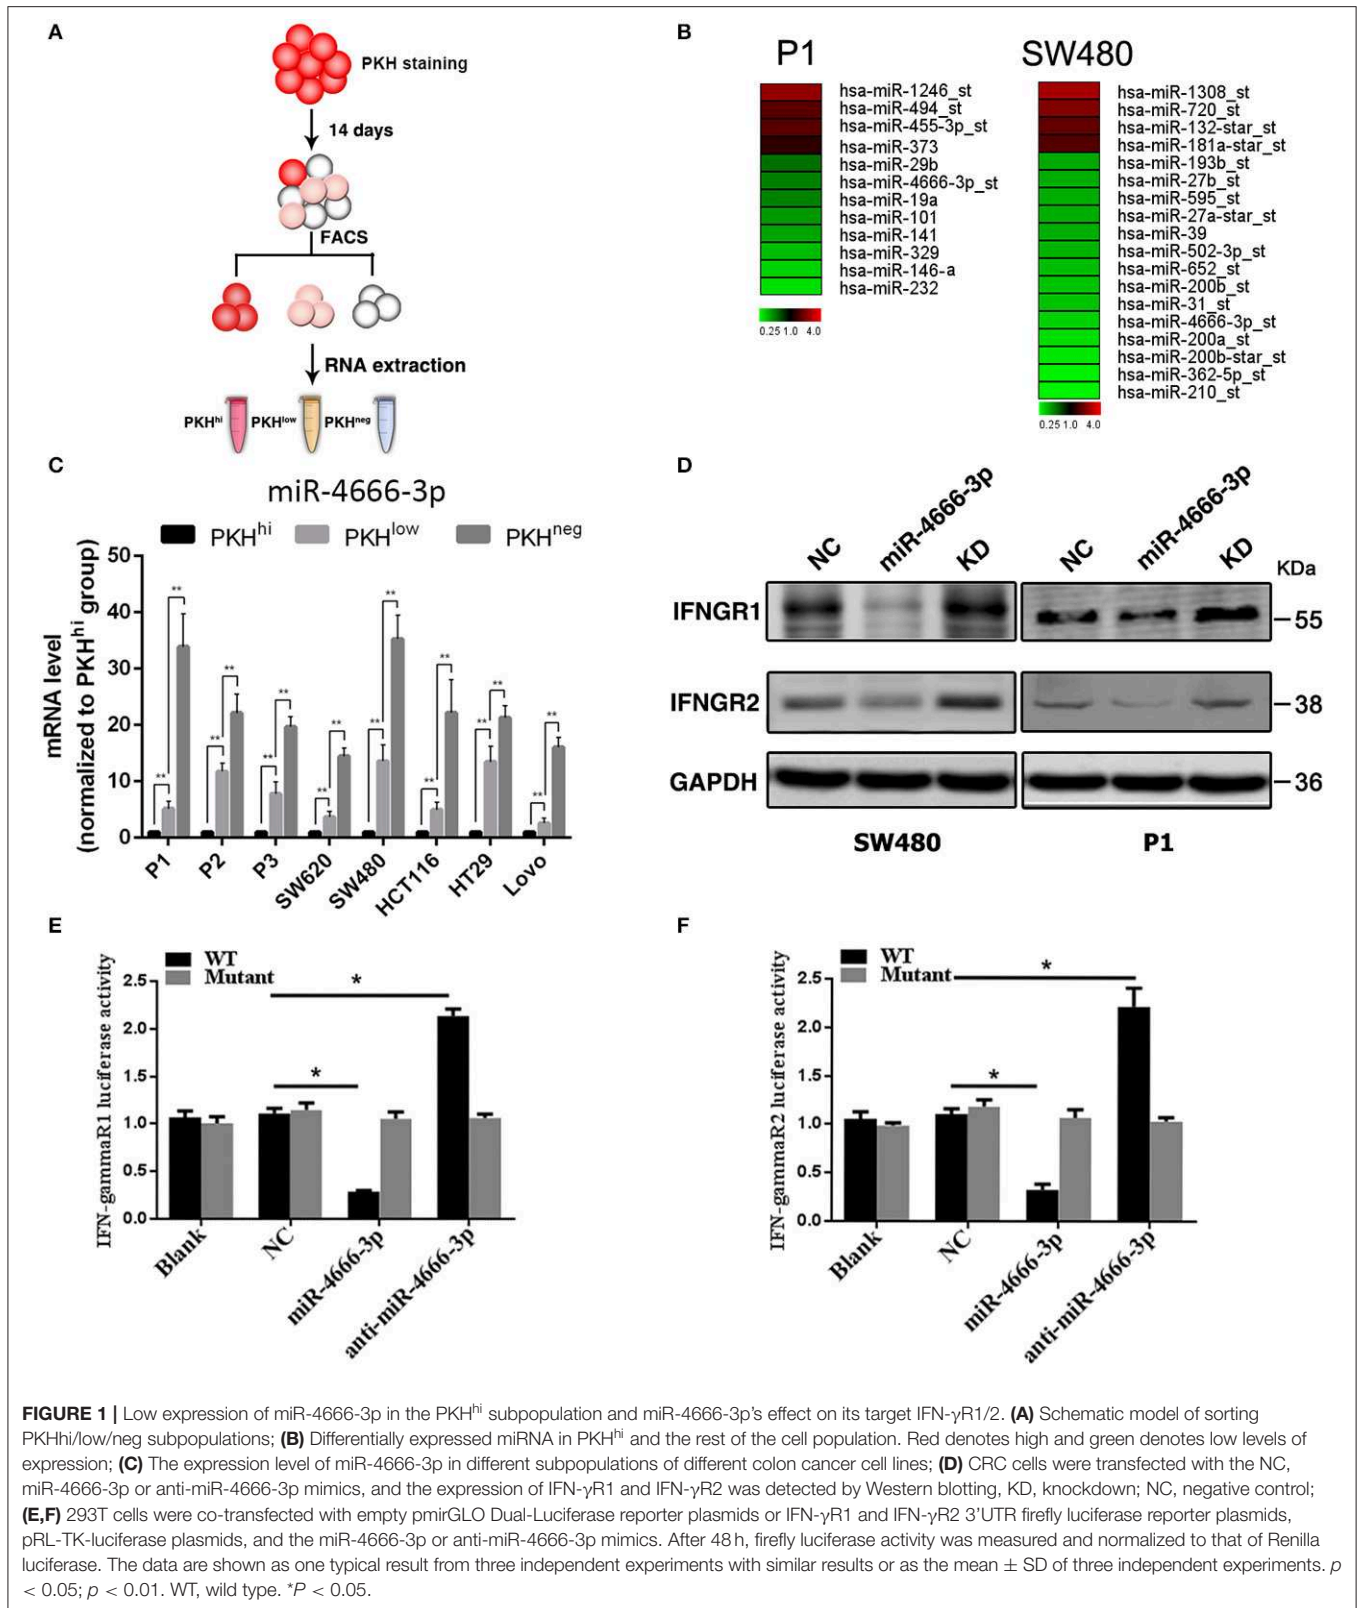 A
PKH staining
14 days
FACS
RNA extraction
PKHhi
PKHlow
PKHneg
B
P1
hsa-miR-1246_st
hsa-miR-494_st
hsa-miR-455-3p_st
hsa-miR-373
hsa-miR-29b
hsa-miR-4666-3p_st
hsa-miR-19a
hsa-miR-101
hsa-miR-141
hsa-miR-329
hsa-miR-146-a
hsa-miR-232
0.25 1.0 4.0
SW480
hsa-miR-1308_st
hsa-miR-720_st
hsa-miR-132-star_st
hsa-miR-181a-star_st
hsa-miR-193b_st
hsa-miR-27b_st
hsa-miR-595_st
hsa-miR-27a-star_st
hsa-miR-39
hsa-miR-502-3p_st
hsa-miR-652_st
hsa-miR-200b_st
hsa-miR-31_st
hsa-miR-4666-3p_st
hsa-miR-200a_st
hsa-miR-200b-star_st
hsa-miR-362-5p_st
hsa-miR-210_st
0.25 1.0 4.0
C
miR-4666-3p
PKHhi PKHlow PKHneg
mRNA level
(normalized to PKHhi group)
50
40
30
20
10
0
** ** ** ** ** ** ** ** ** ** ** ** ** ** ** **
P1 P2 P3 SW620 SW480 HCT116 HT29 Lovo
D
NC miR-4666-3p KD NC miR-4666-3p KD
KDa
IFNGR1 55
IFNGR2 38
GAPDH 36
SW480 P1
E
WT
Mutant
IFN-gammaR1 luciferase activity
2.5
2.0
1.5
1.0
0.5
0.0
*
*
Blank NC miR-4666-3p anti-miR-4666-3p
F
WT
Mutant
IFN-gammaR2 luciferase activity
2.5
2.0
1.5
1.0
0.5
0.0
*
*
Blank NC miR-4666-3p anti-miR-4666-3p
FIGURE 1 | Low expression of miR-4666-3p in the PKHhi subpopulation and miR-4666-3p's effect on its target IFN-γR1/2. (A) Schematic model of sorting
PKHhi/low/neg subpopulations; (B) Differentially expressed miRNA in PKHhi and the rest of the cell population. Red denotes high and green denotes low levels of
expression; (C) The expression level of miR-4666-3p in different subpopulations of different colon cancer cell lines; (D) CRC cells were transfected with the NC,
miR-4666-3p or anti-miR-4666-3p mimics, and the expression of IFN-γR1 and IFN-γR2 was detected by Western blotting, KD, knockdown; NC, negative control;
(E,F) 293T cells were co-transfected with empty pmirGLO Dual-Luciferase reporter plasmids or IFN-γR1 and IFN-γR2 3'UTR firefly luciferase reporter plasmids,
pRL-TK-luciferase plasmids, and the miR-4666-3p or anti-miR-4666-3p mimics. After 48 h, firefly luciferase activity was measured and normalized to that of Renilla
luciferase. The data are shown as one typical result from three independent experiments with similar results or as the mean ± SD of three independent experiments. p
< 0.05; p < 0.01. WT, wild type. *P < 0.05.